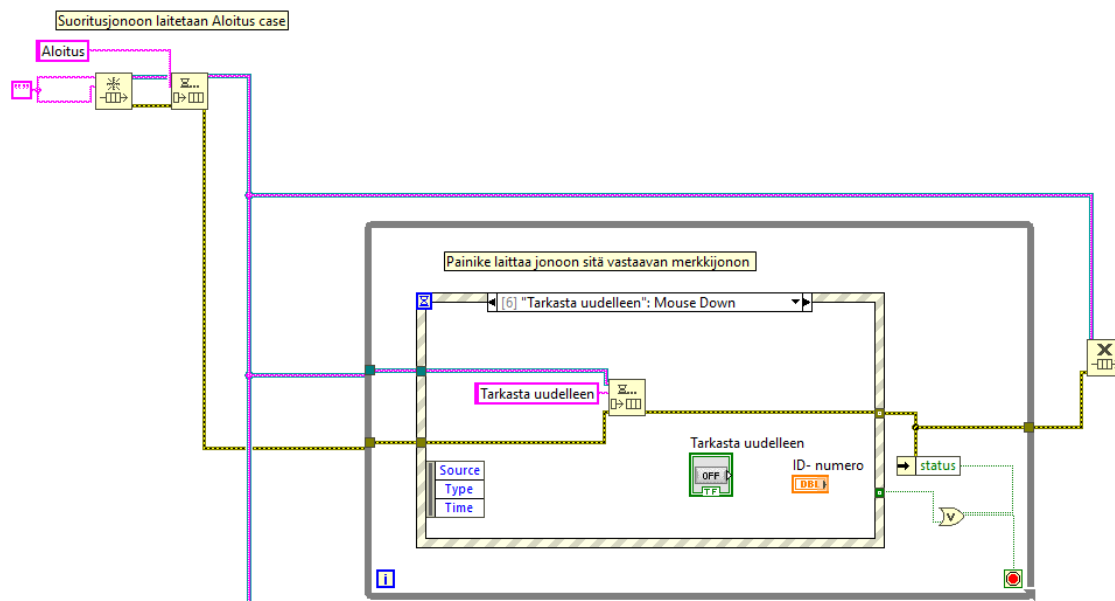 Suoritusjonoon laitetaan Aloitus case
Aloitus
Painike laittaa jonoon sitä vastaavan merkkijonon
[6] "Tarkasta uudelleen": Mouse Down
Tarkasta uudelleen
Tarkasta uudelleen
OFF
TF
ID- numero
DBL
Source
Type
Time
status
V
i
X